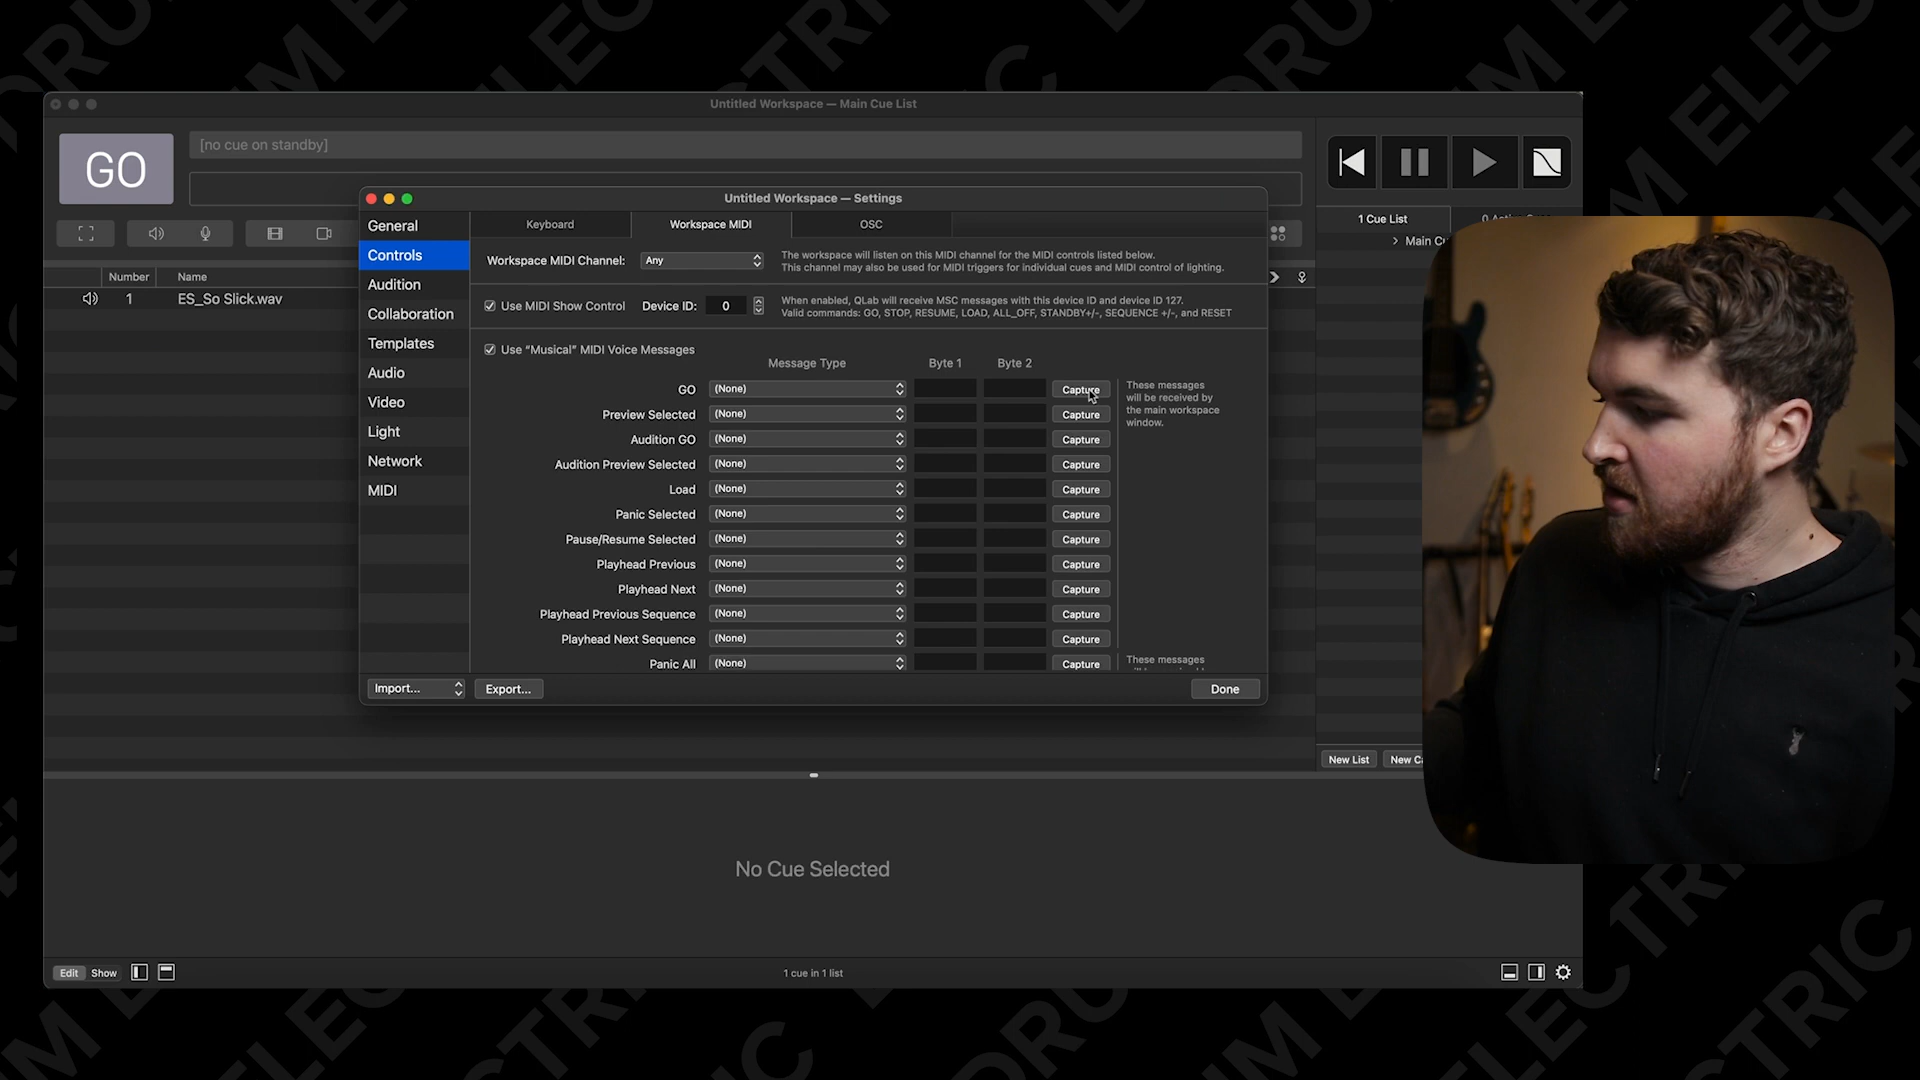 Untitled Workspace — Main Cue List
GO
[no cue on standby]
1 Cue List
Main Cu
Number
Name
1
ES_So Slick.wav
Untitled Workspace — Settings
General
Controls
Audition
Collaboration
Templates
Audio
Video
Light
Network
MIDI
Keyboard
Workspace MIDI
OSC
Workspace MIDI Channel:
Any
The workspace will listen on this MIDI channel for the MIDI controls listed below.
This channel may also be used for MIDI triggers for individual cues and MIDI control of lighting.
Use MIDI Show Control
Device ID:
0
When enabled, QLab will receive MSC messages with this device ID and device ID 127.
Valid commands: GO, STOP, RESUME, LOAD, ALL_OFF, STANDBY+/-, SEQUENCE +/-, and RESET
Use “Musical” MIDI Voice Messages
Message Type
Byte 1
Byte 2
GO (None) Capture
Preview Selected (None) Capture
Audition GO (None) Capture
Audition Preview Selected (None) Capture
Load (None) Capture
Panic Selected (None) Capture
Pause/Resume Selected (None) Capture
Playhead Previous (None) Capture
Playhead Next (None) Capture
Playhead Previous Sequence (None) Capture
Playhead Next Sequence (None) Capture
Panic All (None) Capture
These messages
will be received by
the main workspace
window.
These messages
Import...
Export...
Done
New List
New C
No Cue Selected
Edit
Show
1 cue in 1 list
DRUM ELECTRIC